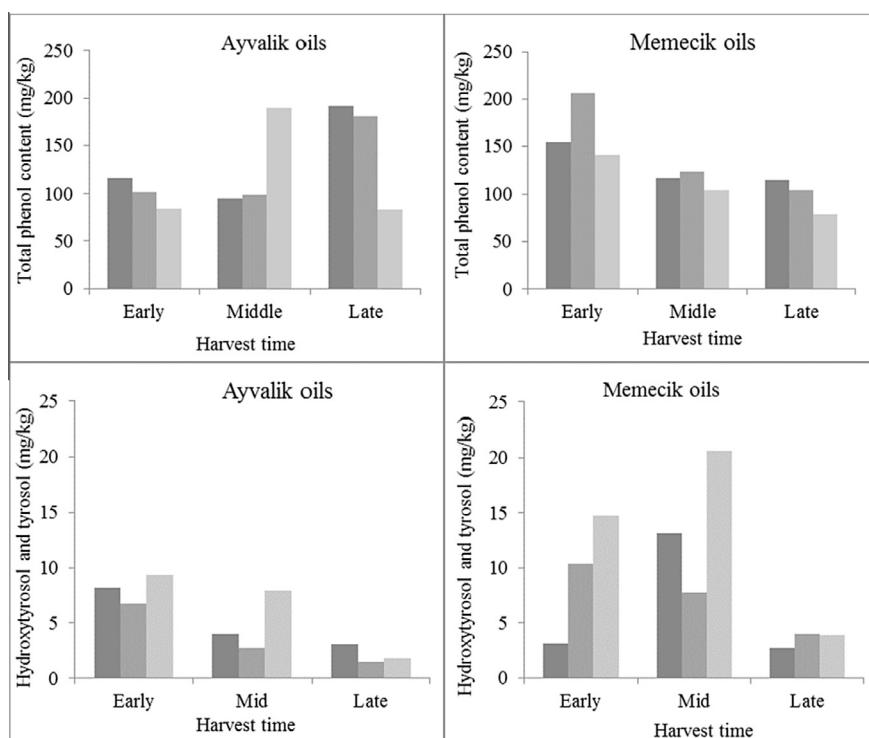 Ayvalik oils
Total phenol content (mg/kg)
250
200
150
100
50
0
Early Middle Late
Harvest time
Memecik oils
Total phenol content (mg/kg)
250
200
150
100
50
0
Early Midle Late
Harvest time
Ayvalik oils
Hydroxytyrosol and tyrosol (mg/kg)
25
20
15
10
5
0
Early Mid Late
Harvest time
Memecik oils
Hydroxytyrosol and tyrosol (mg/kg)
25
20
15
10
5
0
Early Mid Late
Harvest time